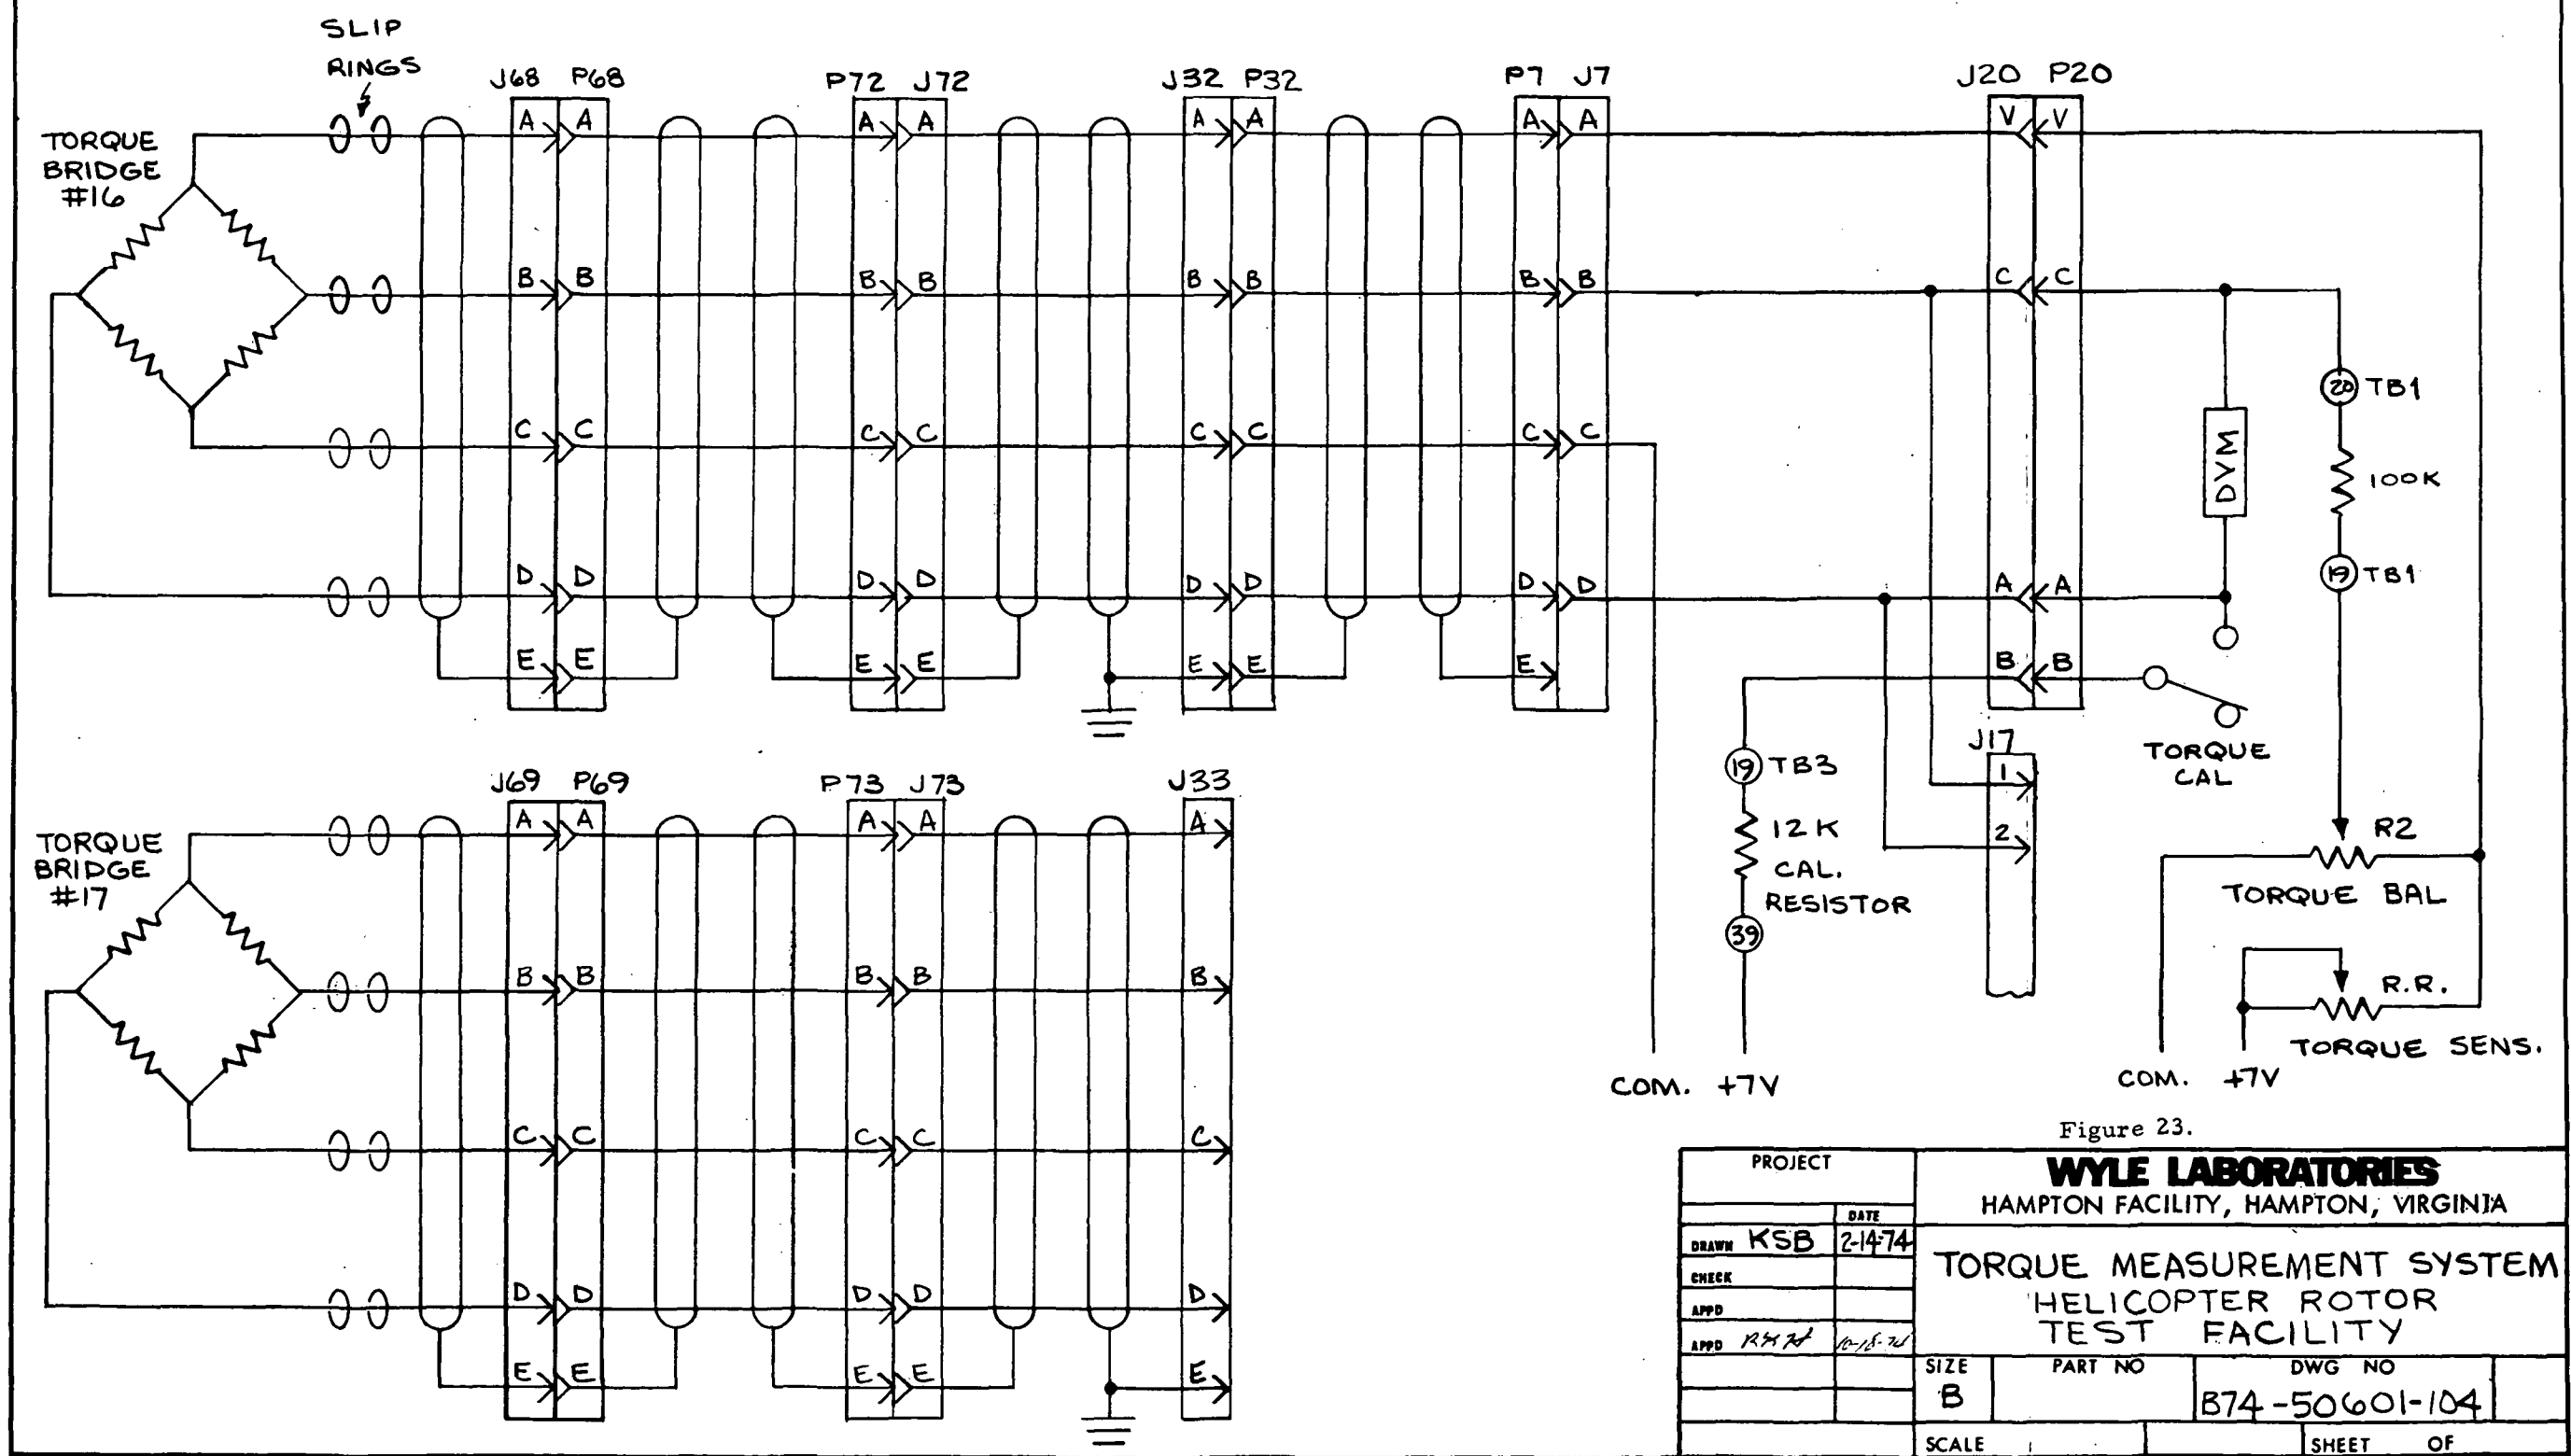 SLIP
RINGS
J68 P68
P72 J72
J32 P32
P7 J7
J20 P20
TORQUE
BRIDGE
#16
A A A A A A A A V V
B B B B B B B B C C
20 TB1
DVM
100K
C C C C C C C C
19 TB1
D D D D D D D D A A
E E E E E E E B B
J17
TORQUE
CAL
19 TB3
1
12K
CAL.
RESISTOR
2
R2
TORQUE BAL
39
R.R.
TORQUE SENS.
COM. +7V
COM. +7V
J69 P69
P73 J73
J33
TORQUE
BRIDGE
#17
A A A A A
B B B B B
C C C C C
D D D D D
E E E E E
Figure 23.
PROJECT
WYLE LABORATORIES
HAMPTON FACILITY, HAMPTON, VIRGINIA
DATE
DRAWN KSB 2-14-74
CHECK
APPD
APPD
TORQUE MEASUREMENT SYSTEM
HELICOPTER ROTOR
TEST FACILITY
SIZE
B
PART NO
DWG NO
B74-50601-104
SCALE
SHEET OF